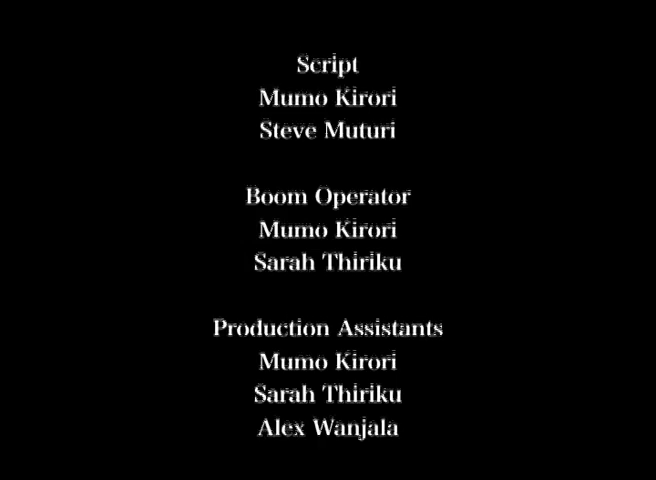 Script
Mumo Kirori
Steve Muturi
Boom Operator
Mumo Kirori
Sarah Thiriku
Production Assistants
Mumo Kirori
Sarah Thiriku
Alex Wanjala